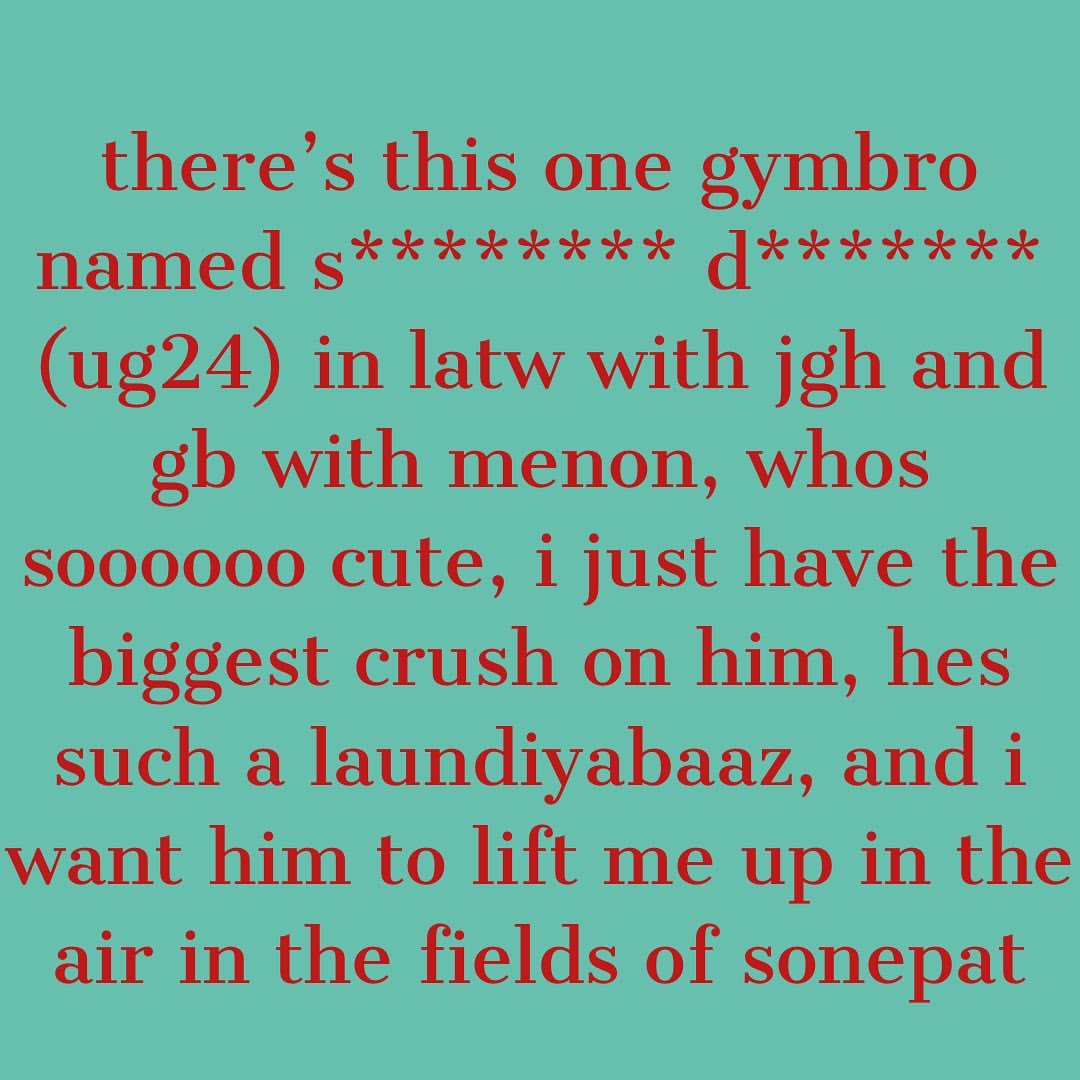 there’s this one gymbro
named s******** d*******
(ug24) in latw with jgh and
gb with menon, whos
soooooo cute, i just have the
biggest crush on him, hes
such a laundiyabaaz, and i
want him to lift me up in the
air in the fields of sonepat